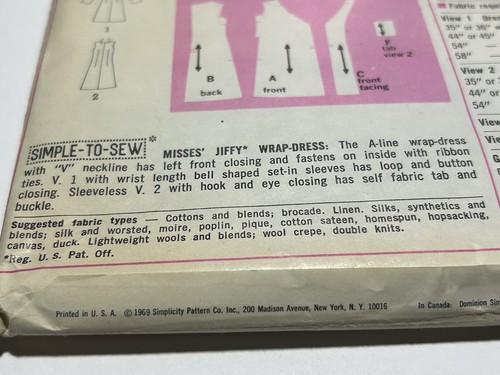 1
2
B
back
A
front
C
front
facing
F
tab
view 2
Fabric
View 1
35" or 36"
44" or 45"
54"
58"
View 2
35" or
44" or
54"
View
View
SIMPLE-TO-SEW* MISSES' JIFFY* WRAP-DRESS: The A-line wrap-dress
with "V" neckline has left front closing and fastens on inside with ribbon
ties. V. 1 with wrist length bell shaped set-in sleeves has loop and button
closing. Sleeveless V. 2 with hook and eye closing has self fabric tab and
buckle.
Suggested fabric types — Cottons and blends; brocade. Linen. Silks, synthetics and
blends; silk and worsted, moire, poplin, pique, cotton sateen, homespun, hopsacking,
canvas, duck. Lightweight wools and blends; wool crepe, double knits.
*Reg. U. S. Pat. Off.
Printed in U. S. A. © 1969 Simplicity Pattern Co. Inc., 200 Madison Avenue, New York, N. Y. 10016 In Canada: Dominion